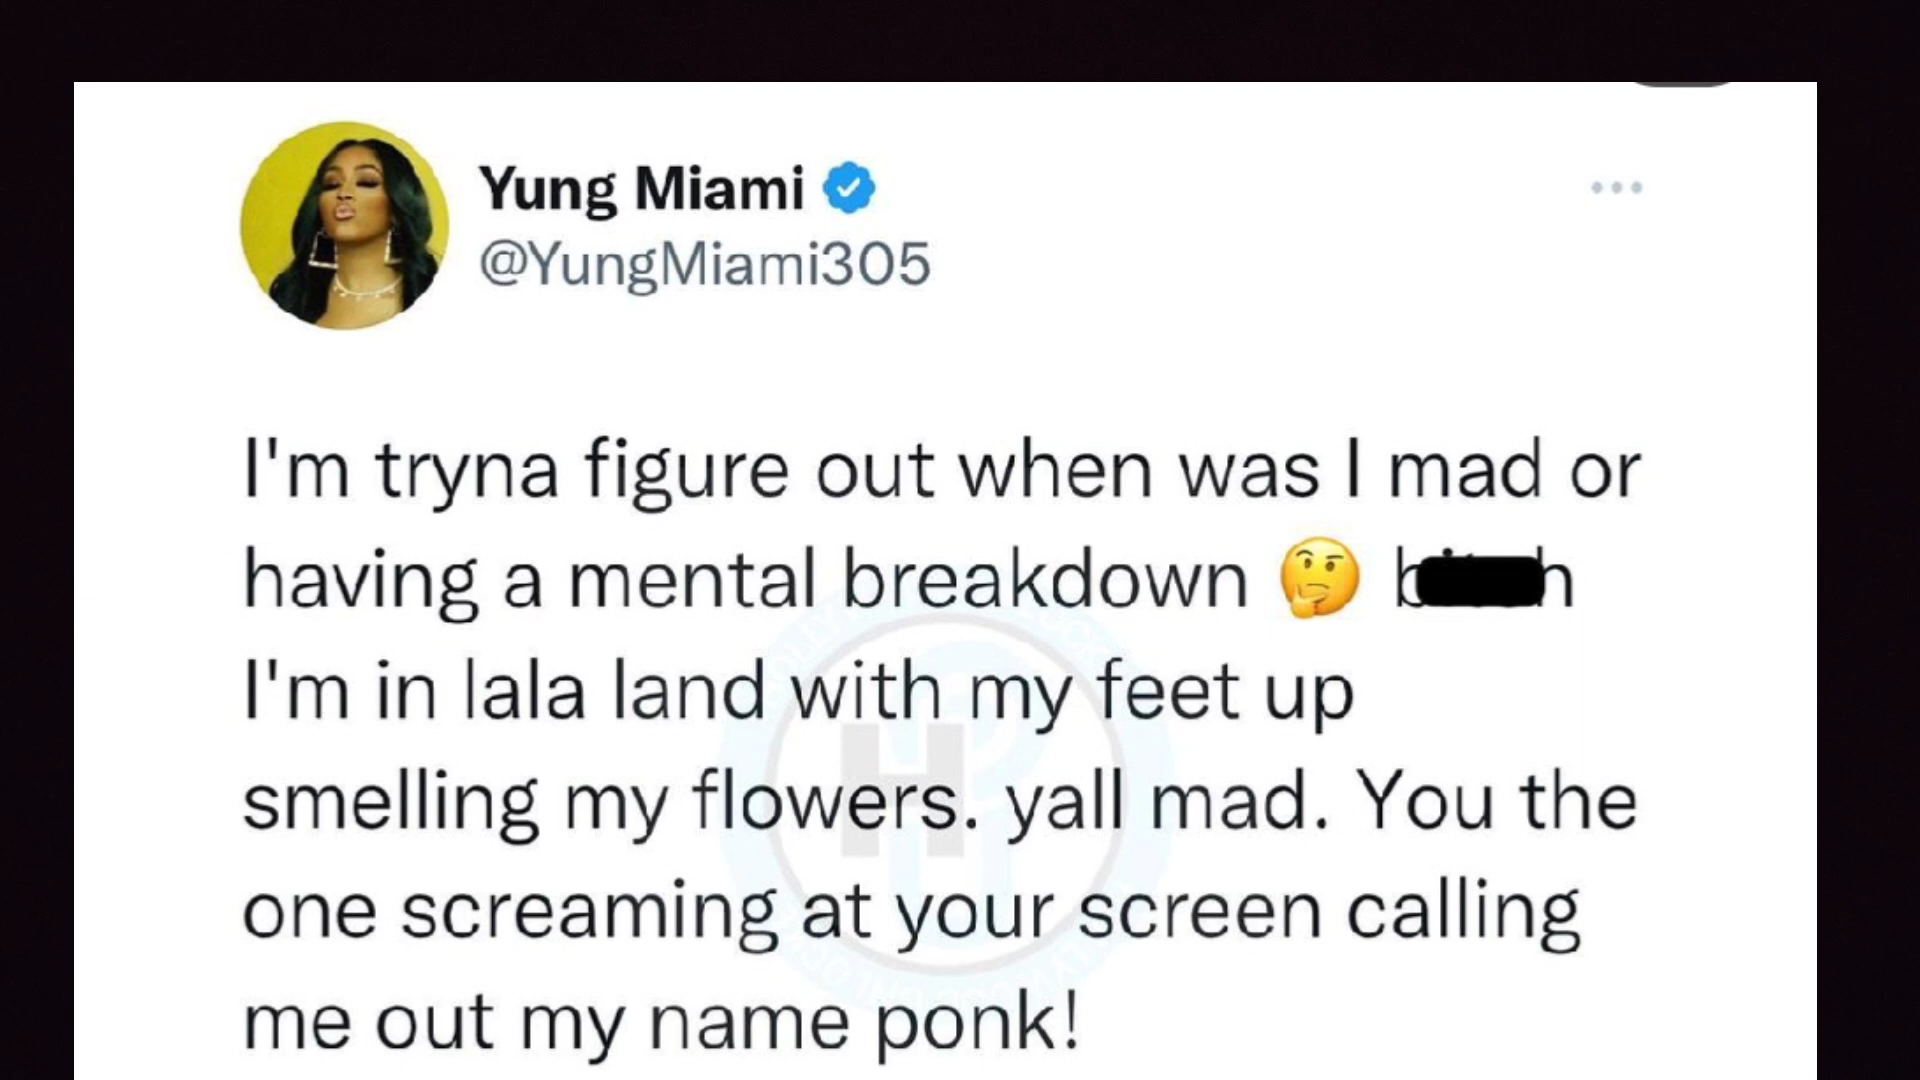 Yung Miami
@YungMiami305
I'm tryna figure out when was I mad or
having a mental breakdown 🤔
I'm in lala land with my feet up
smelling my flowers. yall mad. You the
one screaming at your screen calling
me out my name ponk!